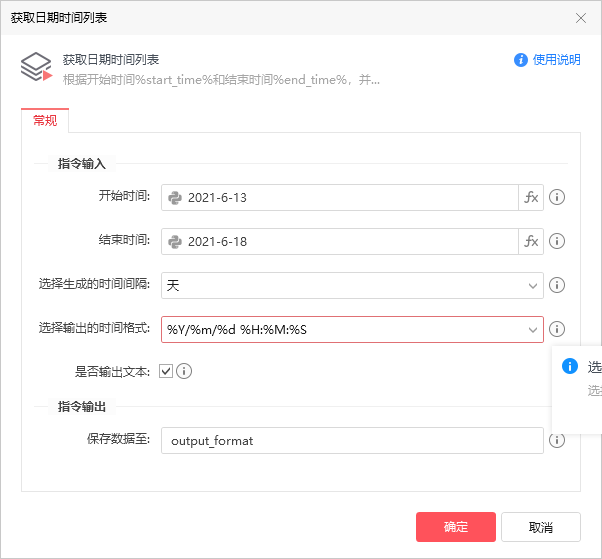 获取日期时间列表
获取日期时间列表
使用说明
根据开始时间%start_time%和结束时间%end_time%，并...
常规
指令输入
开始时间: 2021-6-13 fx
结束时间: 2021-6-18 fx
选择生成的时间间隔: 天
选择输出的时间格式: %Y/%m/%d %H:%M:%S
是否输出文本:
选
选
指令输出
保存数据至: output_format
确定 取消